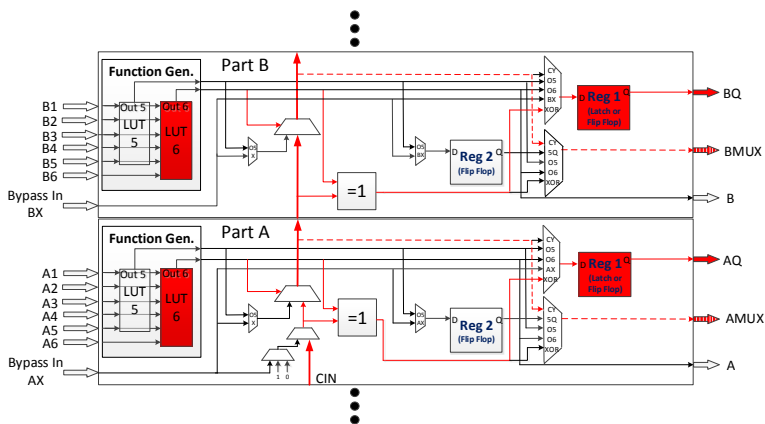 Function Gen.
Part B
Out 5
Out 6
LUT
5
LUT
6
B1
B2
B3
B4
B5
B6
Bypass In
BX
O5
X
=1
O5
BX
D
Q
Reg 2
(Flip Flop)
CY
O5
O6
BX
XOR
D
Q
Reg 1
(Latch or
Flip Flop)
CY
5Q
O5
O6
XOR
BQ
BMUX
B
Function Gen.
Part A
Out 5
Out 6
LUT
5
LUT
6
A1
A2
A3
A4
A5
A6
Bypass In
AX
O5
X
1 0
CIN
=1
O5
AX
D
Q
Reg 2
(Flip Flop)
CY
O5
O6
AX
XOR
D
Q
Reg 1
(Latch or
Flip Flop)
CY
5Q
O5
O6
XOR
AQ
AMUX
A